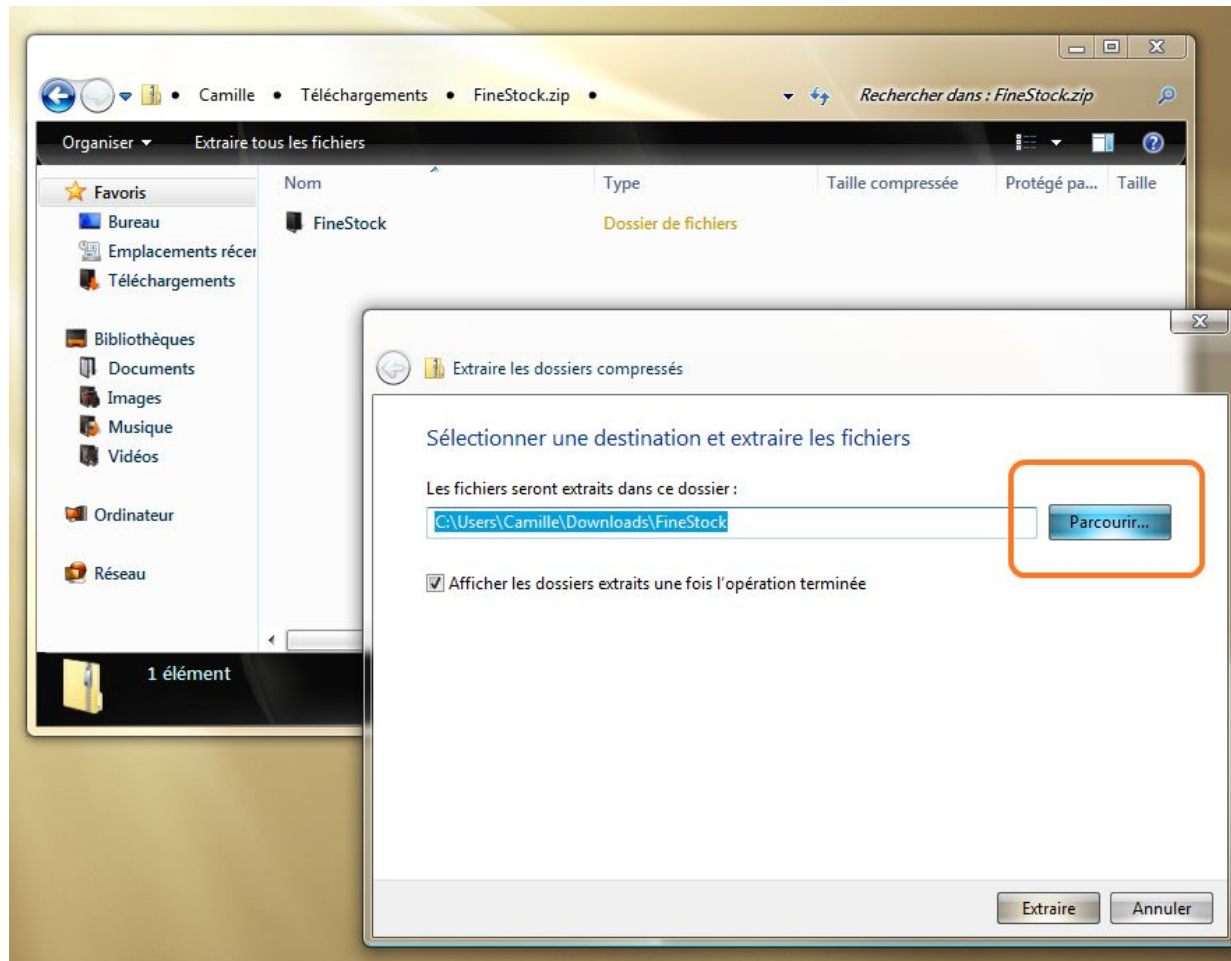 Camille • Téléchargements • FineStock.zip •
Rechercher dans : FineStock.zip
Organiser
Extraire tous les fichiers
Favoris
Bureau
Emplacements récen
Téléchargements
Bibliothèques
Documents
Images
Musique
Vidéos
Ordinateur
Réseau
Nom Type Taille compressée Protégé pa... Taille
FineStock Dossier de fichiers
1 élément
Extraire les dossiers compressés
Sélectionner une destination et extraire les fichiers
Les fichiers seront extraits dans ce dossier :
C:\Users\Camille\Downloads\FineStock
Parcourir...
Afficher les dossiers extraits une fois l'opération terminée
Extraire
Annuler